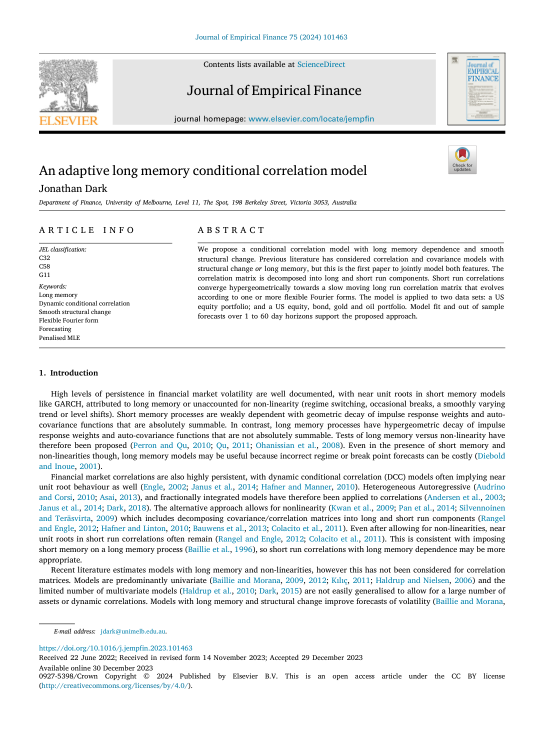 Journal of Empirical Finance 75 (2024) 101463
Contents lists available at ScienceDirect
Journal of Empirical Finance
journal homepage: www.elsevier.com/locate/jempfin
ELSEVIER
Journal of
EMPIRICAL
FINANCE
Check for
updates
An adaptive long memory conditional correlation model
Jonathan Dark
Department of Finance, University of Melbourne, Level 11, The Spot, 198 Berkeley Street, Victoria 3053, Australia
ARTICLE INFO
JEL classification:
C32
C58
G11
Keywords:
Long memory
Dynamic conditional correlation
Smooth structural change
Flexible Fourier form
Forecasting
Penalised MLE
ABSTRACT
We propose a conditional correlation model with long memory dependence and smooth
structural change. Previous literature has considered correlation and covariance models with
structural change or long memory, but this is the first paper to jointly model both features. The
correlation matrix is decomposed into long and short run components. Short run correlations
converge hypergeometrically towards a slow moving long run correlation matrix that evolves
according to one or more flexible Fourier forms. The model is applied to two data sets: a US
equity portfolio; and a US equity, bond, gold and oil portfolio. Model fit and out of sample
forecasts over 1 to 60 day horizons support the proposed approach.
1. Introduction
High levels of persistence in financial market volatility are well documented, with near unit roots in short memory models
like GARCH, attributed to long memory or unaccounted for non-linearity (regime switching, occasional breaks, a smoothly varying
trend or level shifts). Short memory processes are weakly dependent with geometric decay of impulse response weights and auto-
covariance functions that are absolutely summable. In contrast, long memory processes have hypergeometric decay of impulse
response weights and auto-covariance functions that are not absolutely summable. Tests of long memory versus non-linearity have
therefore been proposed (Perron and Qu, 2010; Qu, 2011; Ohanissian et al., 2008). Even in the presence of short memory and
non-linearities though, long memory models may be useful because incorrect regime or break point forecasts can be costly (Diebold
and Inoue, 2001).
Financial market correlations are also highly persistent, with dynamic conditional correlation (DCC) models often implying near
unit root behaviour as well (Engle, 2002; Janus et al., 2014; Hafner and Manner, 2010). Heterogeneous Autoregressive (Audrino
and Corsi, 2010; Asai, 2013), and fractionally integrated models have therefore been applied to correlations (Andersen et al., 2003;
Janus et al., 2014; Dark, 2018). The alternative approach allows for nonlinearity (Kwan et al., 2009; Pan et al., 2014; Silvennoinen
and Teräsvirta, 2009) which includes decomposing covariance/correlation matrices into long and short run components (Rangel
and Engle, 2012; Hafner and Linton, 2010; Bauwens et al., 2013; Colacito et al., 2011). Even after allowing for non-linearities, near
unit roots in short run correlations often remain (Rangel and Engle, 2012; Colacito et al., 2011). This is consistent with imposing
short memory on a long memory process (Baillie et al., 1996), so short run correlations with long memory dependence may be more
appropriate.
Recent literature estimates models with long memory and non-linearities, however this has not been considered for correlation
matrices. Models are predominantly univariate (Baillie and Morana, 2009, 2012; Kılıç, 2011; Haldrup and Nielsen, 2006) and the
limited number of multivariate models (Haldrup et al., 2010; Dark, 2015) are not easily generalised to allow for a large number of
assets or dynamic correlations. Models with long memory and structural change improve forecasts of volatility (Baillie and Morana,
E-mail address: jdark@unimelb.edu.au.
https://doi.org/10.1016/j.jempfin.2023.101463
Received 22 June 2022; Received in revised form 14 November 2023; Accepted 29 December 2023
Available online 30 December 2023
0927-5398/Crown Copyright © 2024 Published by Elsevier B.V. This is an open access article under the CC BY license
(http://creativecommons.org/licenses/by/4.0/).